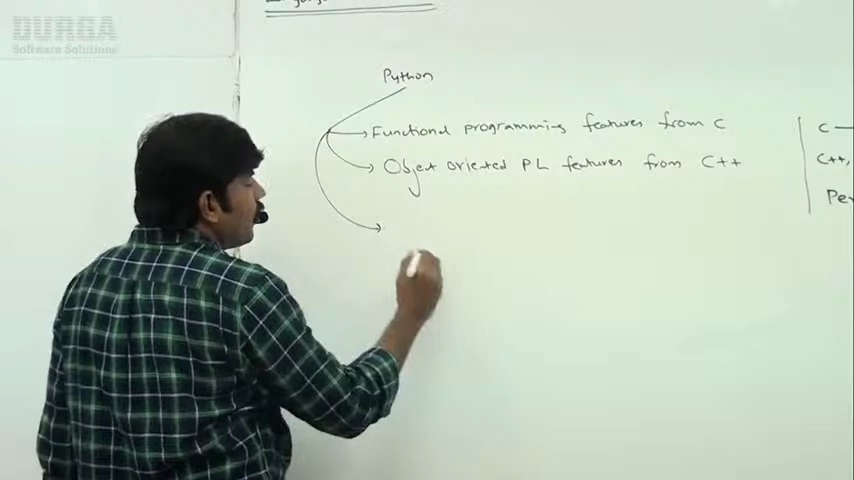 DURGA
Software Solutions
Python
Functional programming features from C
Object oriented PL features from C++
C
C++,
Per